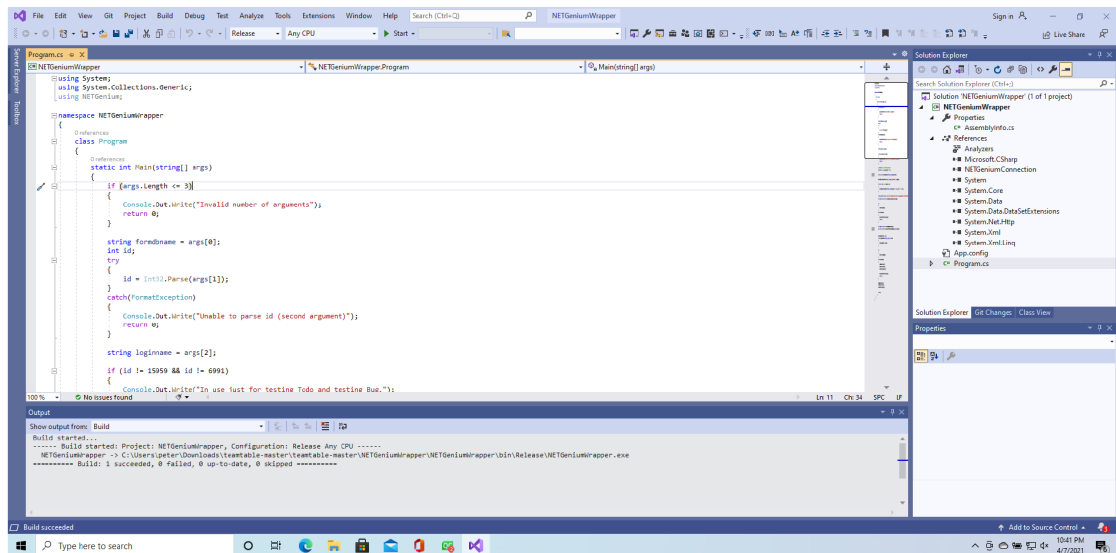 File Edit View Git Project Build Debug Test Analyze Tools Extensions Window Help Search (Ctrl+Q) NETGeniumWrapper Sign in
Release Any CPU Start Live Share
Server Explorer
Toolbox
Program.cs
NETGeniumWrapper NETGeniumWrapper.Program Main(string[] args)
using System;
using System.Collections.Generic;
using NETGenium;
namespace NETGeniumWrapper
{
0 references
class Program
{
0 references
static int Main(string[] args)
{
if (args.Length <= 3)
{
Console.Out.Write("Invalid number of arguments");
return 0;
}
string formdbname = args[0];
int id;
try
{
id = Int32.Parse(args[1]);
}
catch(FormatException)
{
Console.Out.Write("Unable to parse id (second argument)");
return 0;
}
string loginname = args[2];
if (id != 15959 && id != 6991)
{
Console.Out.Write("In use just for testing Todo and testing Bug.");
100 % No issues found Ln: 11 Ch: 34 SPC LF
Output
Show output from: Build
Build started...
------ Build started: Project: NETGeniumWrapper, Configuration: Release Any CPU ------
NETGeniumWrapper -> C:\Users\peter\Downloads\teamtable-master\teamtable-master\NETGeniumWrapper\NETGeniumWrapper\bin\Release\NETGeniumWrapper.exe
========== Build: 1 succeeded, 0 failed, 0 up-to-date, 0 skipped ==========
Solution Explorer
Search Solution Explorer (Ctrl+;)
Solution 'NETGeniumWrapper' (1 of 1 project)
NETGeniumWrapper
Properties
AssemblyInfo.cs
References
Analyzers
Microsoft.CSharp
NETGeniumConnection
System
System.Core
System.Data
System.Data.DataSetExtensions
System.Net.Http
System.Xml
System.Xml.Linq
App.config
Program.cs
Solution Explorer Git Changes Class View
Properties
Build succeeded Add to Source Control
Type here to search 10:41 PM
4/7/2021